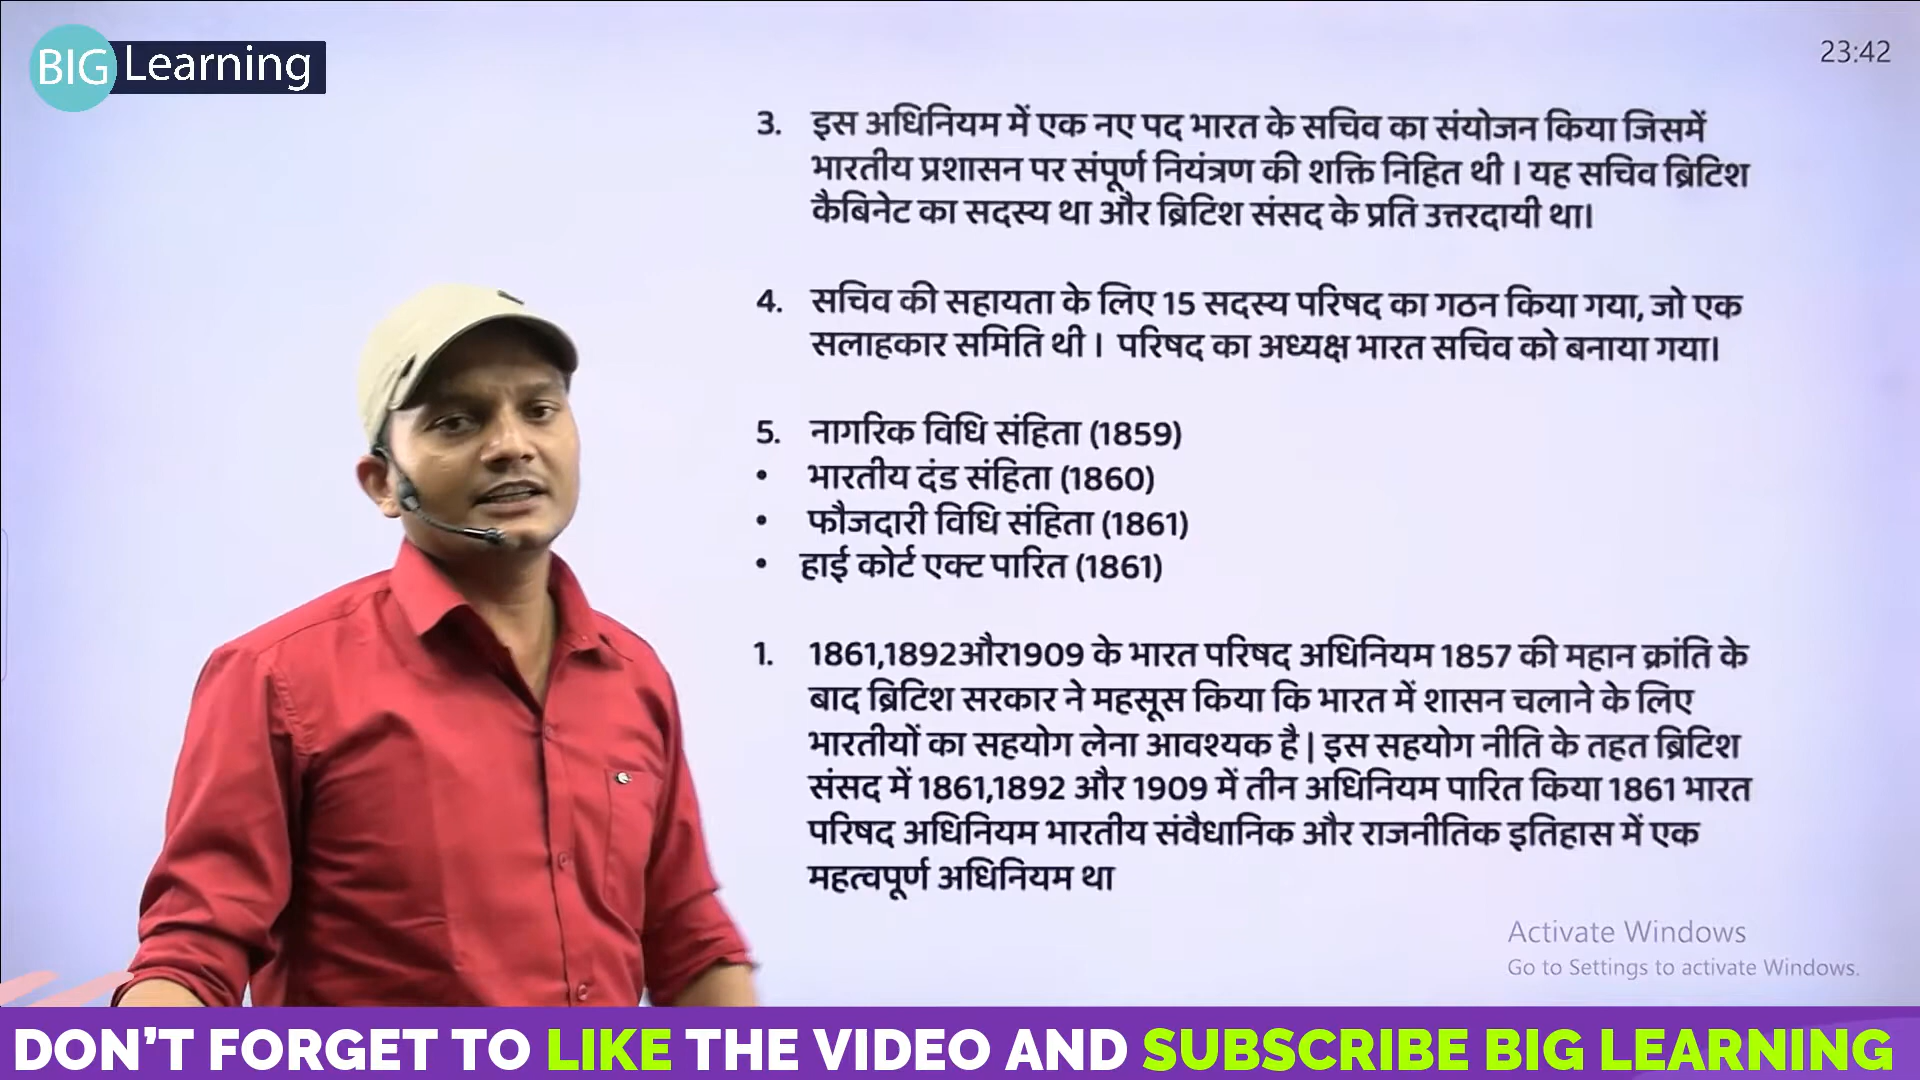 BIG Learning
23:42
3. इस अधिनियम में एक नए पद भारत के सचिव का संयोजन किया जिसमें
भारतीय प्रशासन पर संपूर्ण नियंत्रण की शक्ति निहित थी । यह सचिव ब्रिटिश
कैबिनेट का सदस्य था और ब्रिटिश संसद के प्रति उत्तरदायी था।
4. सचिव की सहायता के लिए 15 सदस्य परिषद का गठन किया गया, जो एक
सलाहकार समिति थी । परिषद का अध्यक्ष भारत सचिव को बनाया गया।
5. नागरिक विधि संहिता (1859)
• भारतीय दंड संहिता (1860)
• फौजदारी विधि संहिता (1861)
• हाई कोर्ट एक्ट पारित (1861)
1. 1861,1892और1909 के भारत परिषद अधिनियम 1857 की महान क्रांति के
बाद ब्रिटिश सरकार ने महसूस किया कि भारत में शासन चलाने के लिए
भारतीयों का सहयोग लेना आवश्यक है | इस सहयोग नीति के तहत ब्रिटिश
संसद में 1861,1892 और 1909 में तीन अधिनियम पारित किया 1861 भारत
परिषद अधिनियम भारतीय संवैधानिक और राजनीतिक इतिहास में एक
महत्वपूर्ण अधिनियम था
Activate Windows
Go to Settings to activate Windows.
DON'T FORGET TO LIKE THE VIDEO AND SUBSCRIBE BIG LEARNING